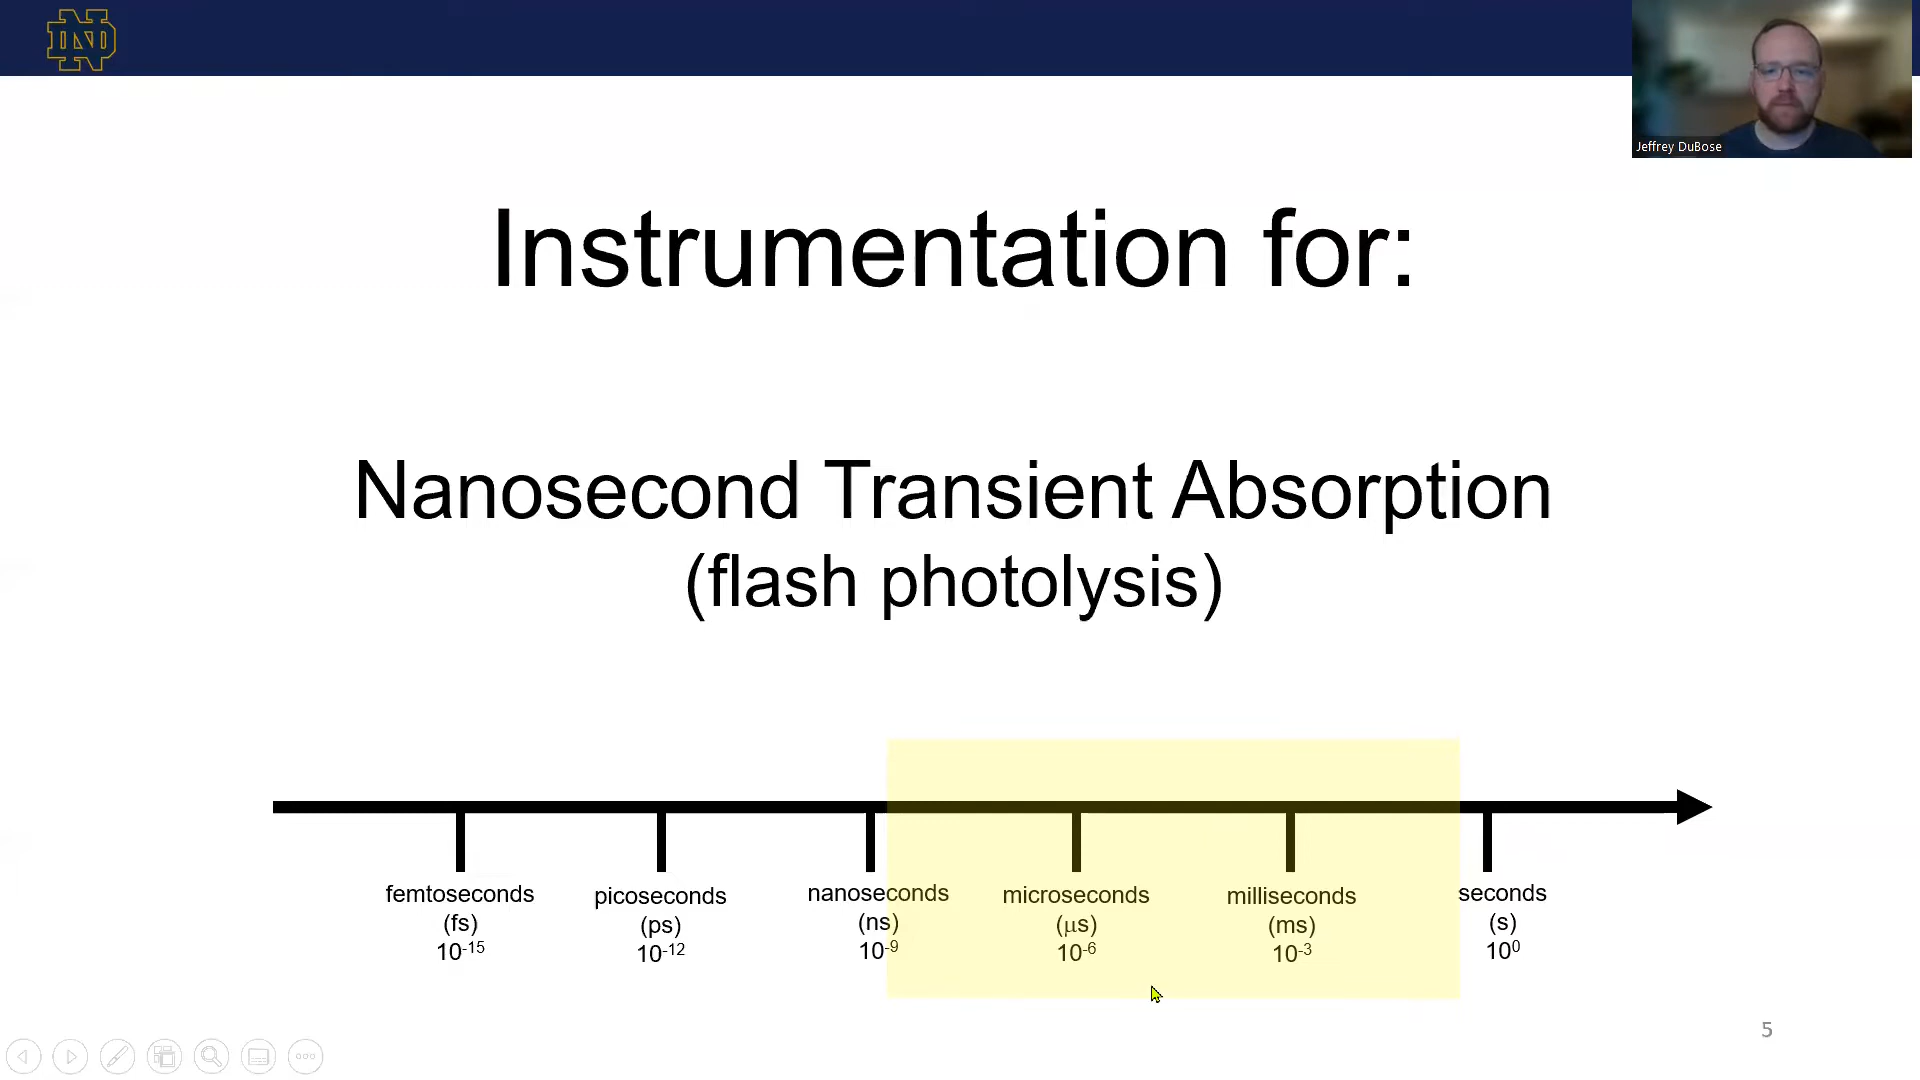 ND
Jeffrey DuBose
Instrumentation for:
Nanosecond Transient Absorption
(flash photolysis)
femtoseconds
(fs)
10⁻¹⁵
picoseconds
(ps)
10⁻¹²
nanoseconds
(ns)
10⁻⁹
microseconds
(μs)
10⁻⁶
milliseconds
(ms)
10⁻³
seconds
(s)
10⁰
5